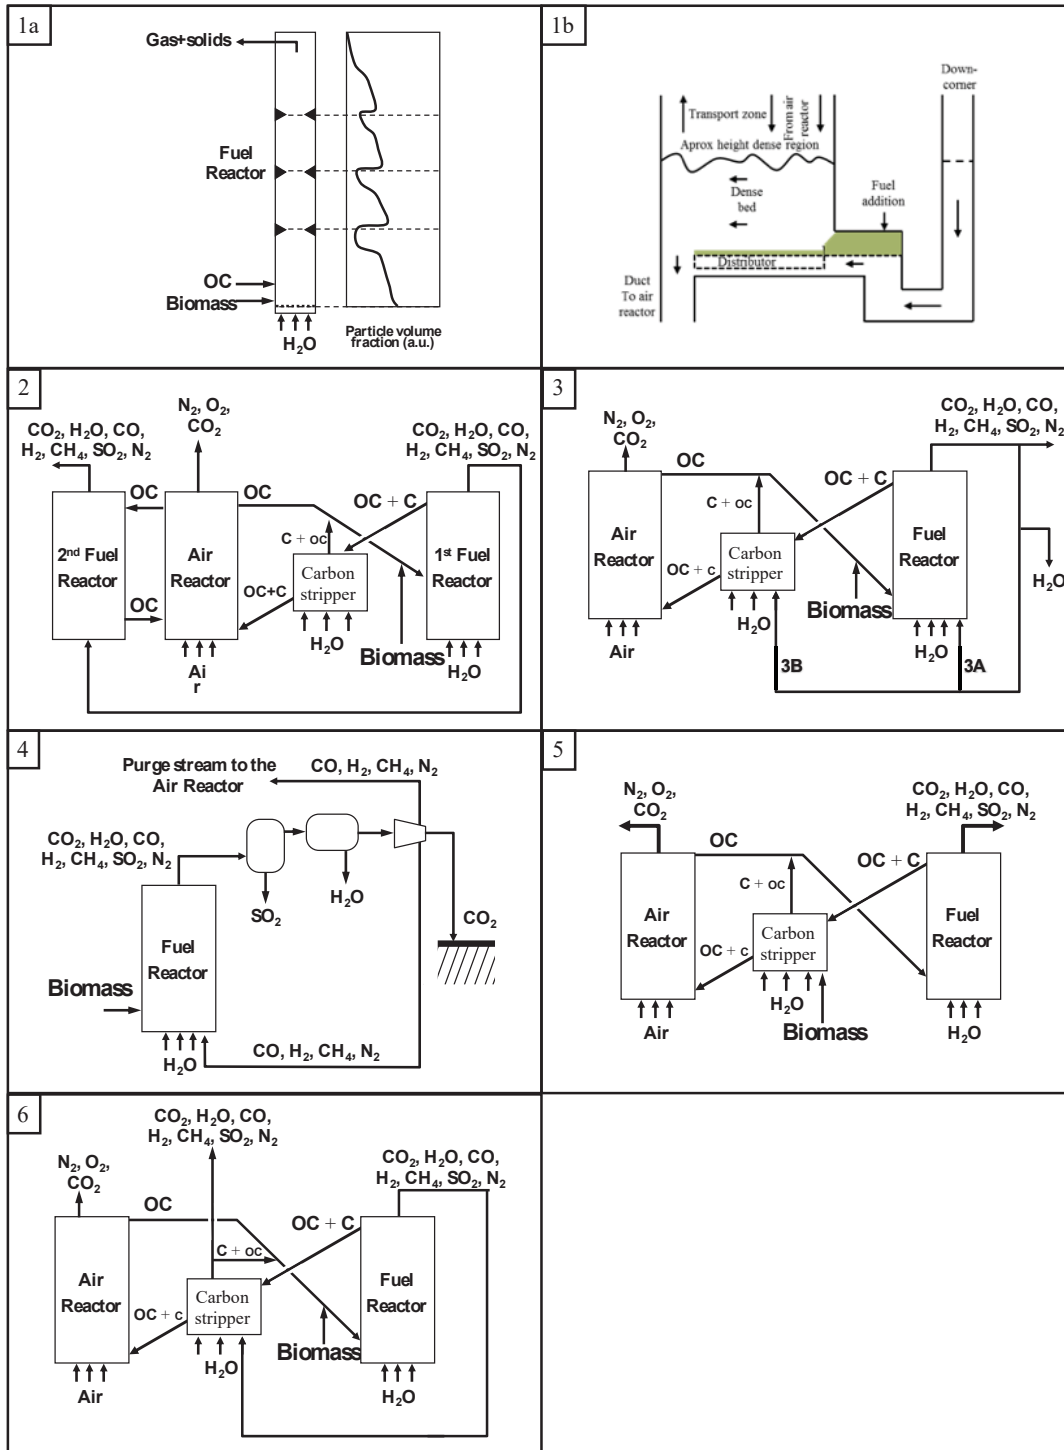 1a
Gas+solids
Fuel
Reactor
OC
Biomass
H₂O
Particle volume
fraction (a.u.)
1b
Down-
corner
Transport zone
From air
reactor
Aprox height dense region
Dense
bed
Fuel
addition
Distributor
Duct
To air
reactor
2
N₂, O₂,
CO₂
CO₂, H₂O, CO,
H₂, CH₄, SO₂, N₂
CO₂, H₂O, CO,
H₂, CH₄, SO₂, N₂
OC
OC
OC + C
C + oc
2nd Fuel
Reactor
Air
Reactor
Carbon
stripper
1st Fuel
Reactor
OC
OC+C
H₂O
Biomass
H₂O
Ai
r
3
N₂, O₂,
CO₂
CO₂, H₂O, CO,
H₂, CH₄, SO₂, N₂
OC
OC + C
C + oc
Air
Reactor
Carbon
stripper
Fuel
Reactor
OC + c
H₂O
Biomass
H₂O
Air
H₂O
3B
3A
4
Purge stream to the
Air Reactor
CO, H₂, CH₄, N₂
CO₂, H₂O, CO,
H₂, CH₄, SO₂, N₂
SO₂
H₂O
CO₂
Fuel
Reactor
Biomass
H₂O
CO, H₂, CH₄, N₂
5
N₂, O₂,
CO₂
CO₂, H₂O, CO,
H₂, CH₄, SO₂, N₂
OC
OC + C
C + oc
Air
Reactor
Carbon
stripper
Fuel
Reactor
OC + c
H₂O
Biomass
Air
H₂O
6
CO₂, H₂O, CO,
H₂, CH₄, SO₂, N₂
N₂, O₂,
CO₂
CO₂, H₂O, CO,
H₂, CH₄, SO₂, N₂
OC
OC + C
C + oc
Air
Reactor
Carbon
stripper
Fuel
Reactor
OC + c
H₂O
Biomass
Air
H₂O